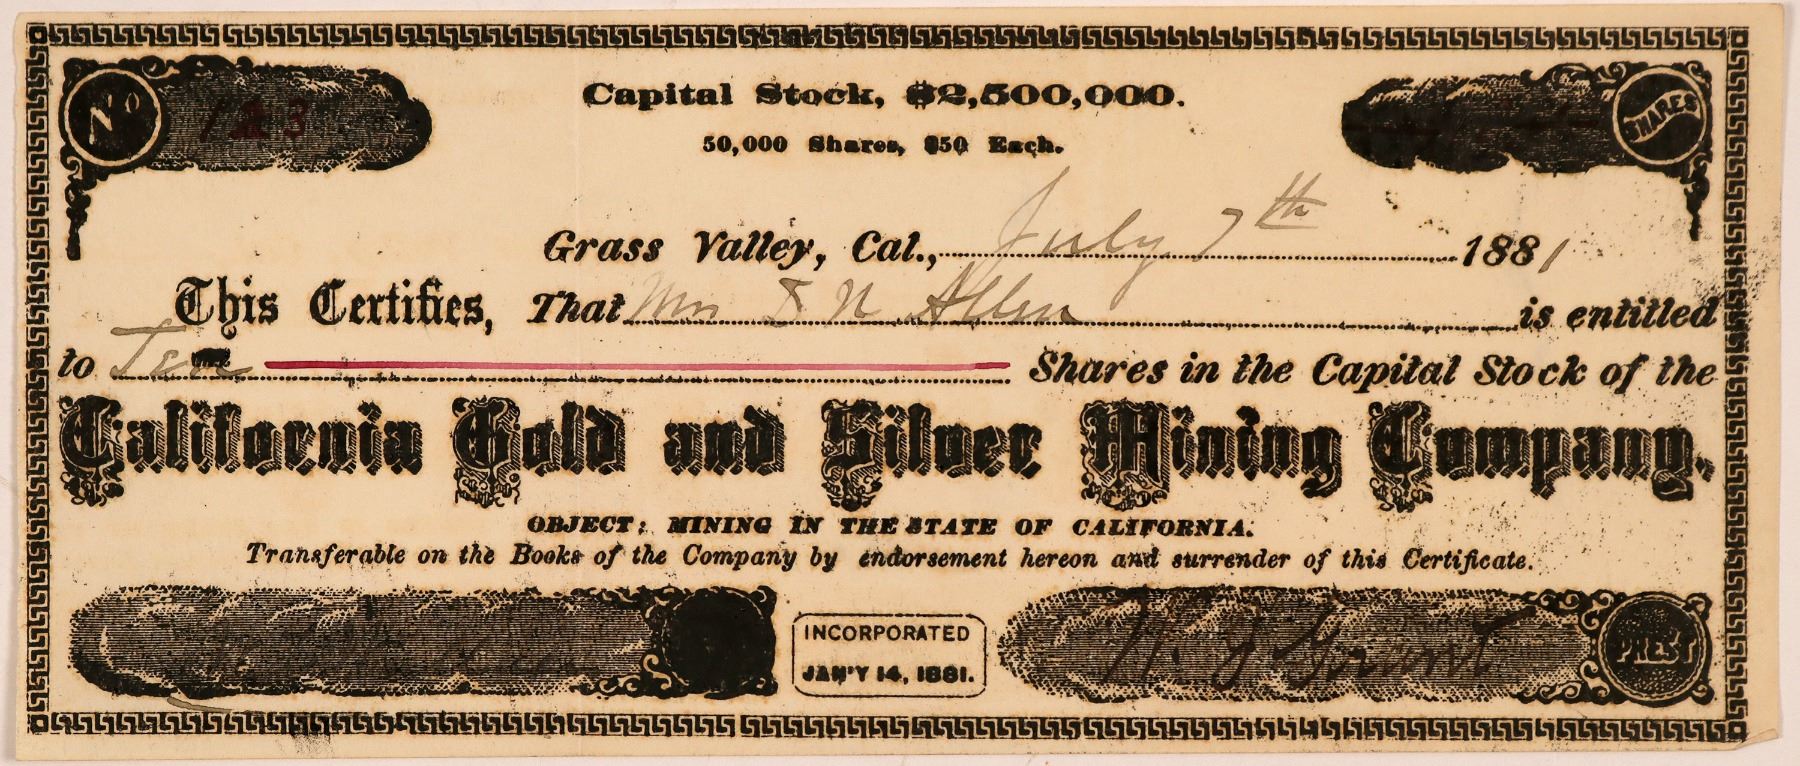 No 123
Capital Stock, $2,500,000.
SHARES
50,000 Shares, $50 Each.
Grass Valley, Cal., July 7th 1881
This Certifies, That D N Allen is entitled
to Ten Shares in the Capital Stock of the
California Gold and Silver Mining Company.
OBJECT: MINING IN THE STATE OF CALIFORNIA.
Transferable on the Books of the Company by endorsement hereon and surrender of this Certificate.
INCORPORATED
JAN'Y 14, 1881.
Grant PREST